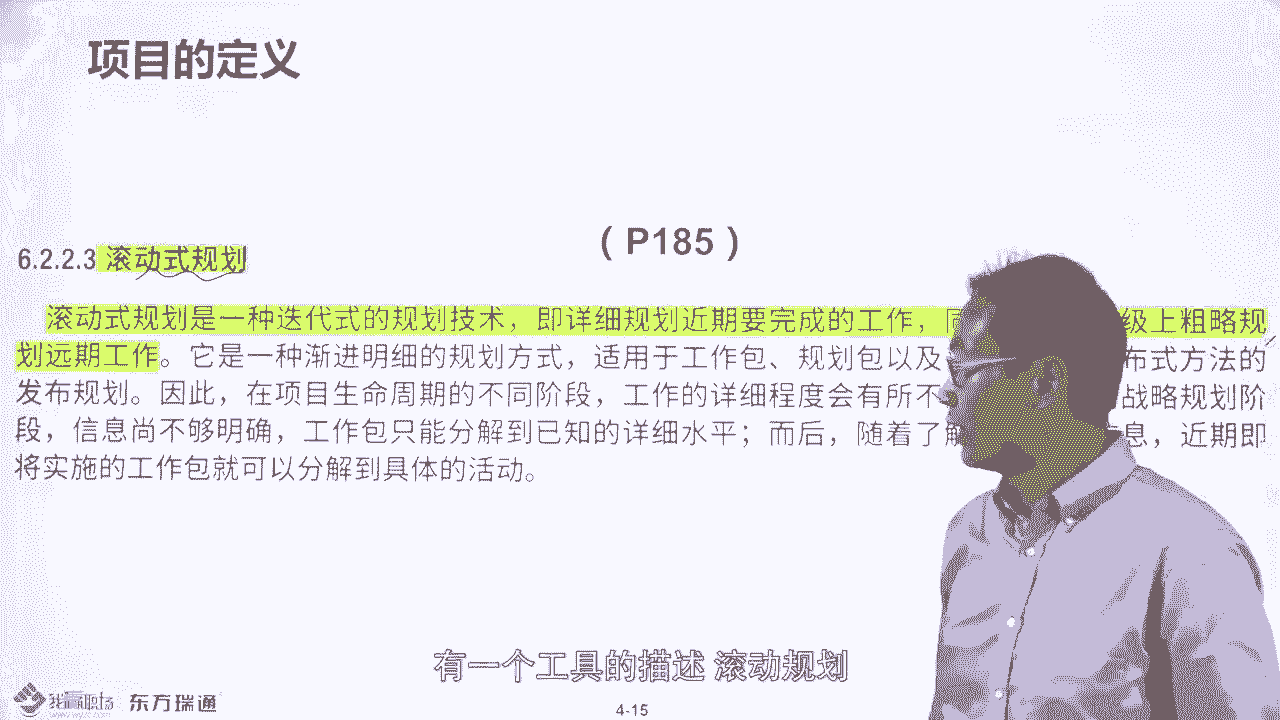 项目的定义
（P185）
6.2.2.3 滚动式规划
滚动式规划是一种迭代式的规划技术，即详细规划近期要完成的工作，级上粗略规
划远期工作。它是一种渐进明细的规划方式，适用于工作包、规划包以及布式方法的
发布规划。因此，在项目生命周期的不同阶段，工作的详细程度会有所不战略规划阶
段，信息尚不够明确，工作包只能分解到已知的详细水平；而后，随着了解息，近期即
将实施的工作包就可以分解到具体的活动。
有一个工具的描述 滚动规划
我赢职场 东方瑞通
4-15